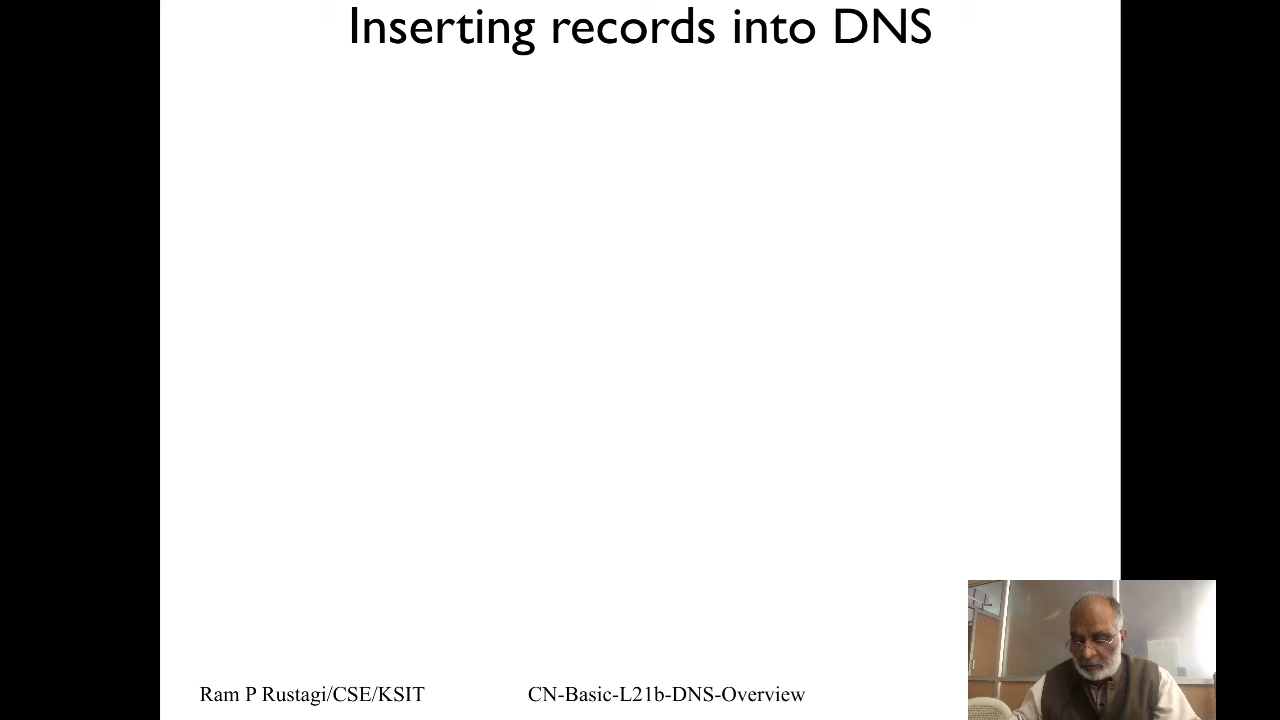 Inserting records into DNS
Ram P Rustagi/CSE/KSIT
CN-Basic-L21b-DNS-Overview